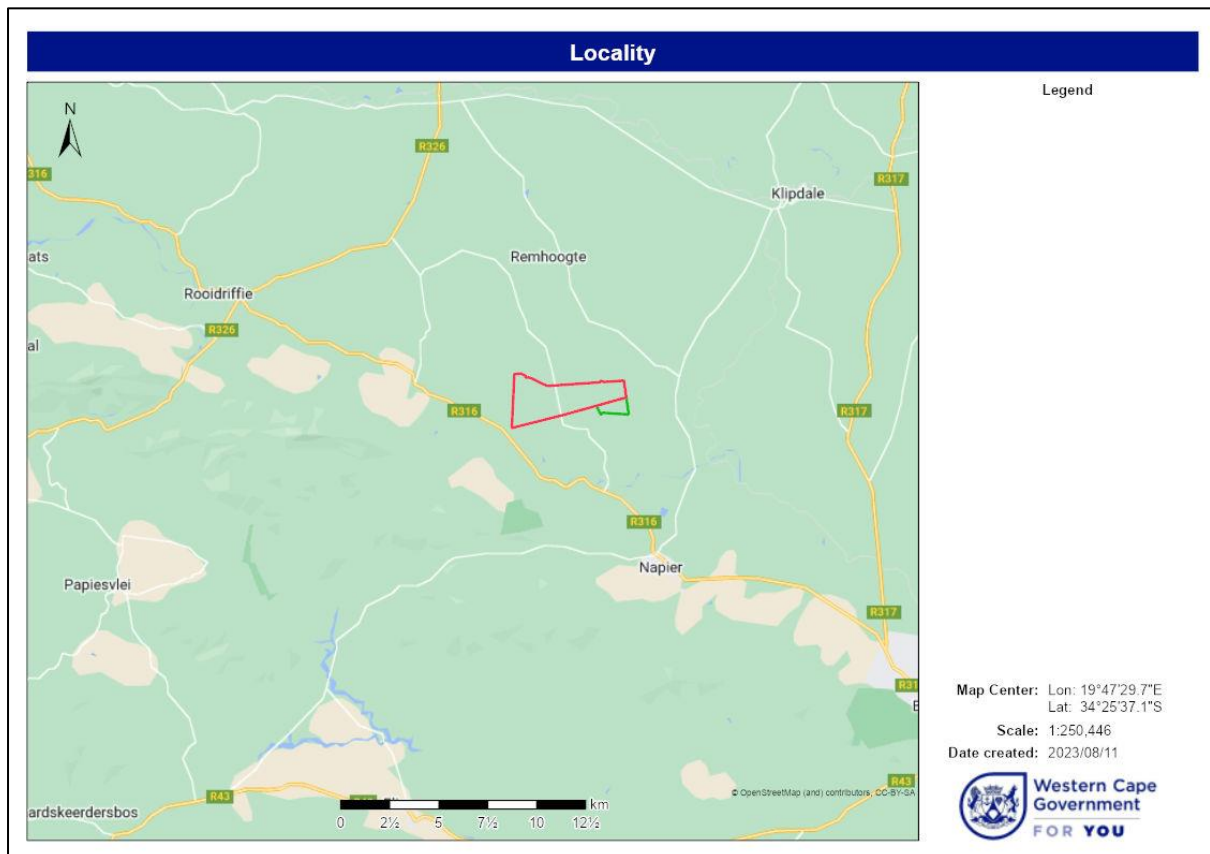 Locality
Legend
N
R326
316
R317
Klipdale
Remhoogte
ats
Rooidriffie
R326
al
R316
R317
R316
Napier
Papiesvlei
R317
R31
Map Center: Lon: 19°47'29.7"E
Lat: 34°25'37.1"S
Scale: 1:250,446
Date created: 2023/08/11
R43
© OpenStreetMap (and) contributors, CC-BY-SA
R43
ardskeerdersbos
km
0 2½ 5 7½ 10 12½
Western Cape
Government
FOR YOU